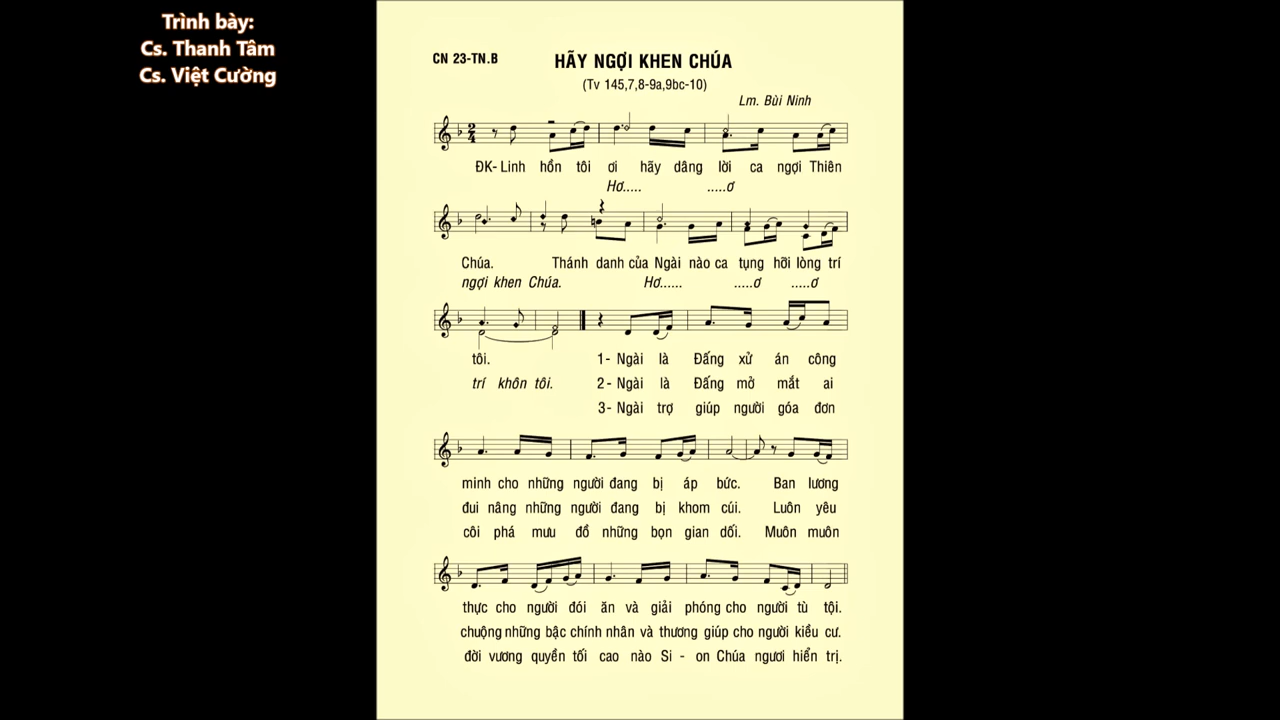 Trình bày:
Cs. Thanh Tâm
Cs. Việt Cường
CN 23-TN.B
HÃY NGỢI KHEN CHÚA
(Tv 145,7,8-9a,9bc-10)
Lm. Bùi Ninh
2
4
ĐK- Linh hồn tôi ơi hãy dâng lời ca ngợi Thiên
Hơ..... .....ơ
Chúa. Thánh danh của Ngài nào ca tụng hỡi lòng trí
ngợi khen Chúa. Hơ...... .....ơ .....ơ
tôi. 1- Ngài là Đấng xử án công
trí khôn tôi. 2- Ngài là Đấng mở mắt ai
3- Ngài trợ giúp người góa đơn
minh cho những người đang bị áp bức. Ban lương
đui nâng những người đang bị khom cúi. Luôn yêu
côi phá mưu đồ những bọn gian dối. Muôn muôn
thực cho người đói ăn và giải phóng cho người tù tội.
chuộng những bậc chính nhân và thương giúp cho người kiều cư.
đời vương quyền tối cao nào Si - on Chúa ngươi hiển trị.